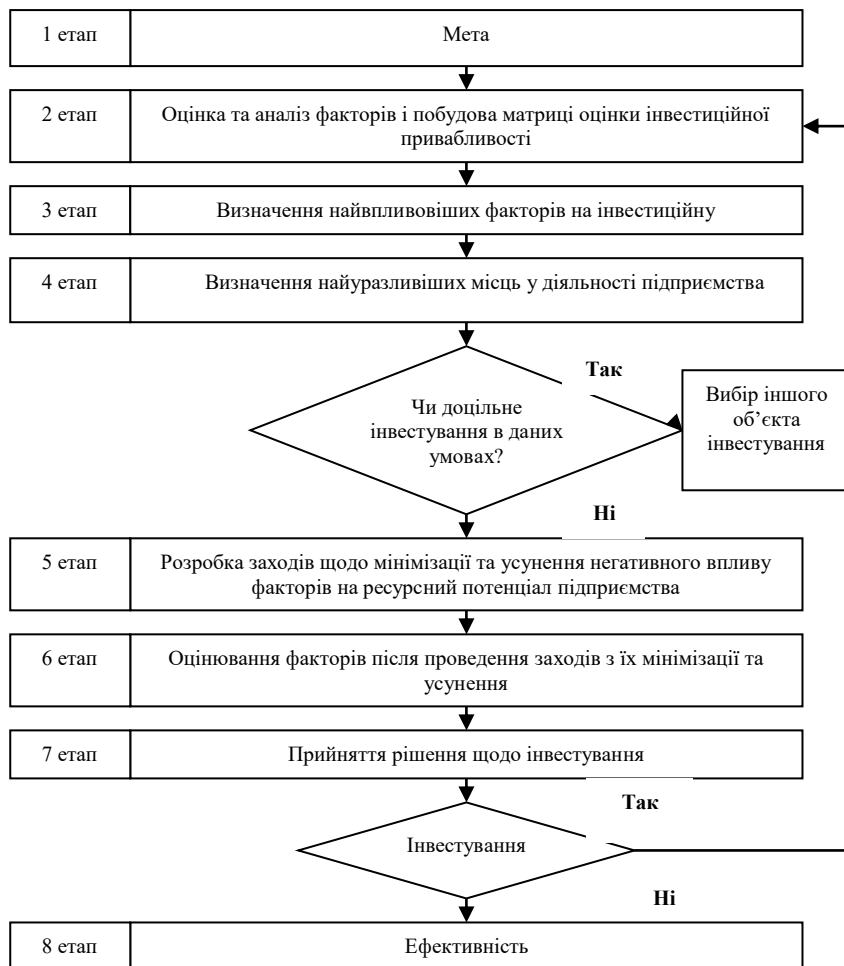 1 етап
Мета
2 етап
Оцінка та аналіз факторів і побудова матриці оцінки інвестиційної
привабливості
3 етап
Визначення найвпливовіших факторів на інвестиційну
4 етап
Визначення найуразливіших місць у діяльності підприємства
Так
Чи доцільне
інвестування в даних
умовах?
Вибір іншого
об’єкта
інвестування
Ні
5 етап
Розробка заходів щодо мінімізації та усунення негативного впливу
факторів на ресурсний потенціал підприємства
6 етап
Оцінювання факторів після проведення заходів з їх мінімізації та
усунення
7 етап
Прийняття рішення щодо інвестування
Так
Інвестування
Ні
8 етап
Ефективність